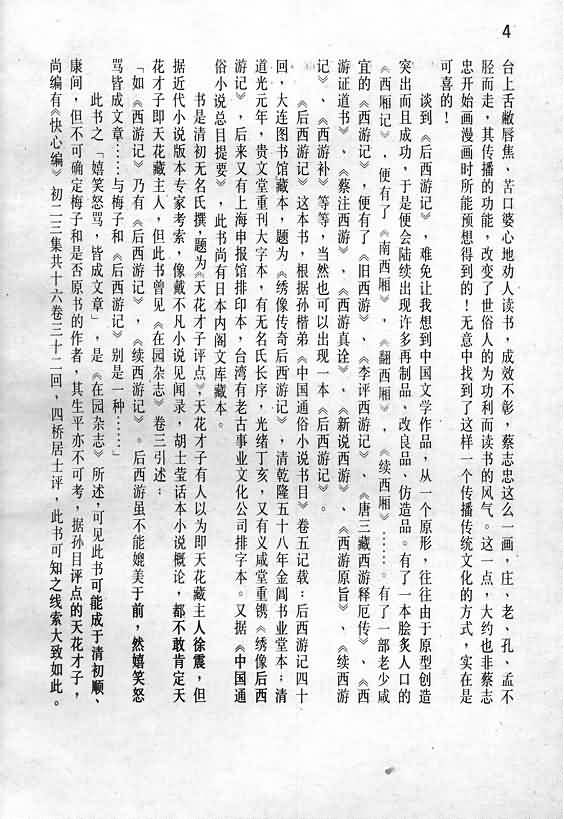 4
台上舌敝唇焦、苦口婆心地劝人读书，成效不彰，蔡志忠这么一画，庄、老、孔、孟不
胫而走，其传播的功能，改变了世俗人的为功利而读书的风气。这一点，大约也非蔡志
忠开始画漫画时所能预想得到的！无意中找到了这样一个传播传统文化的方式，实在是
可喜的！
谈到《后西游记》，难免让我想到中国文学作品，从一个原形，往往由于原型创造
突出而且成功，于是便会陆续出现许多再制品，改良品、仿造品。有了一本脍炙人口的
《西厢记》，便有了《南西厢》，《翻西厢》，《续西厢》……。有了一部老少咸
宜的《西游记》，便有了《旧西游》、《李评西游记》、《唐三藏西游释厄传》、《西
游证道书》、《蔡注西游》、《西游真诠》、《新说西游》、《西游原旨》、《续西游
记》、《西游补》等等，当然也可以出现一本《后西游记》。
《后西游记》这本书，根据孙楷弟《中国通俗小说书目》卷五记载：后西游记四十
回，大连图书馆藏本，题为《绣像传奇后西游记》，清乾隆五十八年金阊书业堂本；清
道光元年，贵文堂重刊大字本，有无名氏长序，光绪丁亥，又有义咸堂重镌《绣像后西
游记》，后来又有上海申报馆排印本，台湾有老古事业文化公司排字本。又据《中国通
俗小说总目提要》，此书尚有日本内阁文库藏本。
书是清初无名氏撰，题为《天花才子评点》，天花才子有人以为即天花藏主人徐震，但
据近代小说版本专家考索，像戴不凡小说见闻录，胡士莹话本小说概论，都不敢肯定天
花才子即天花藏主人，但此书曾见《在园杂志》卷三引述：
「如《西游记》乃有《后西游记》，《续西游记》。后西游虽不能媲美于前，然嬉笑怒
骂皆成文章……与梅子和《后西游记》别是一种……」
此书之「嬉笑怒骂，皆成文章」，是《在园杂志》所述，可见此书可能成于清初顺、
康间，但不可确定梅子和是否原书的作者，其生平亦不可考，据孙目评点的天花才子，
尚编有《快心编》初二三集共十六卷三十二回，四桥居士评，此书可知之线索大致如此。